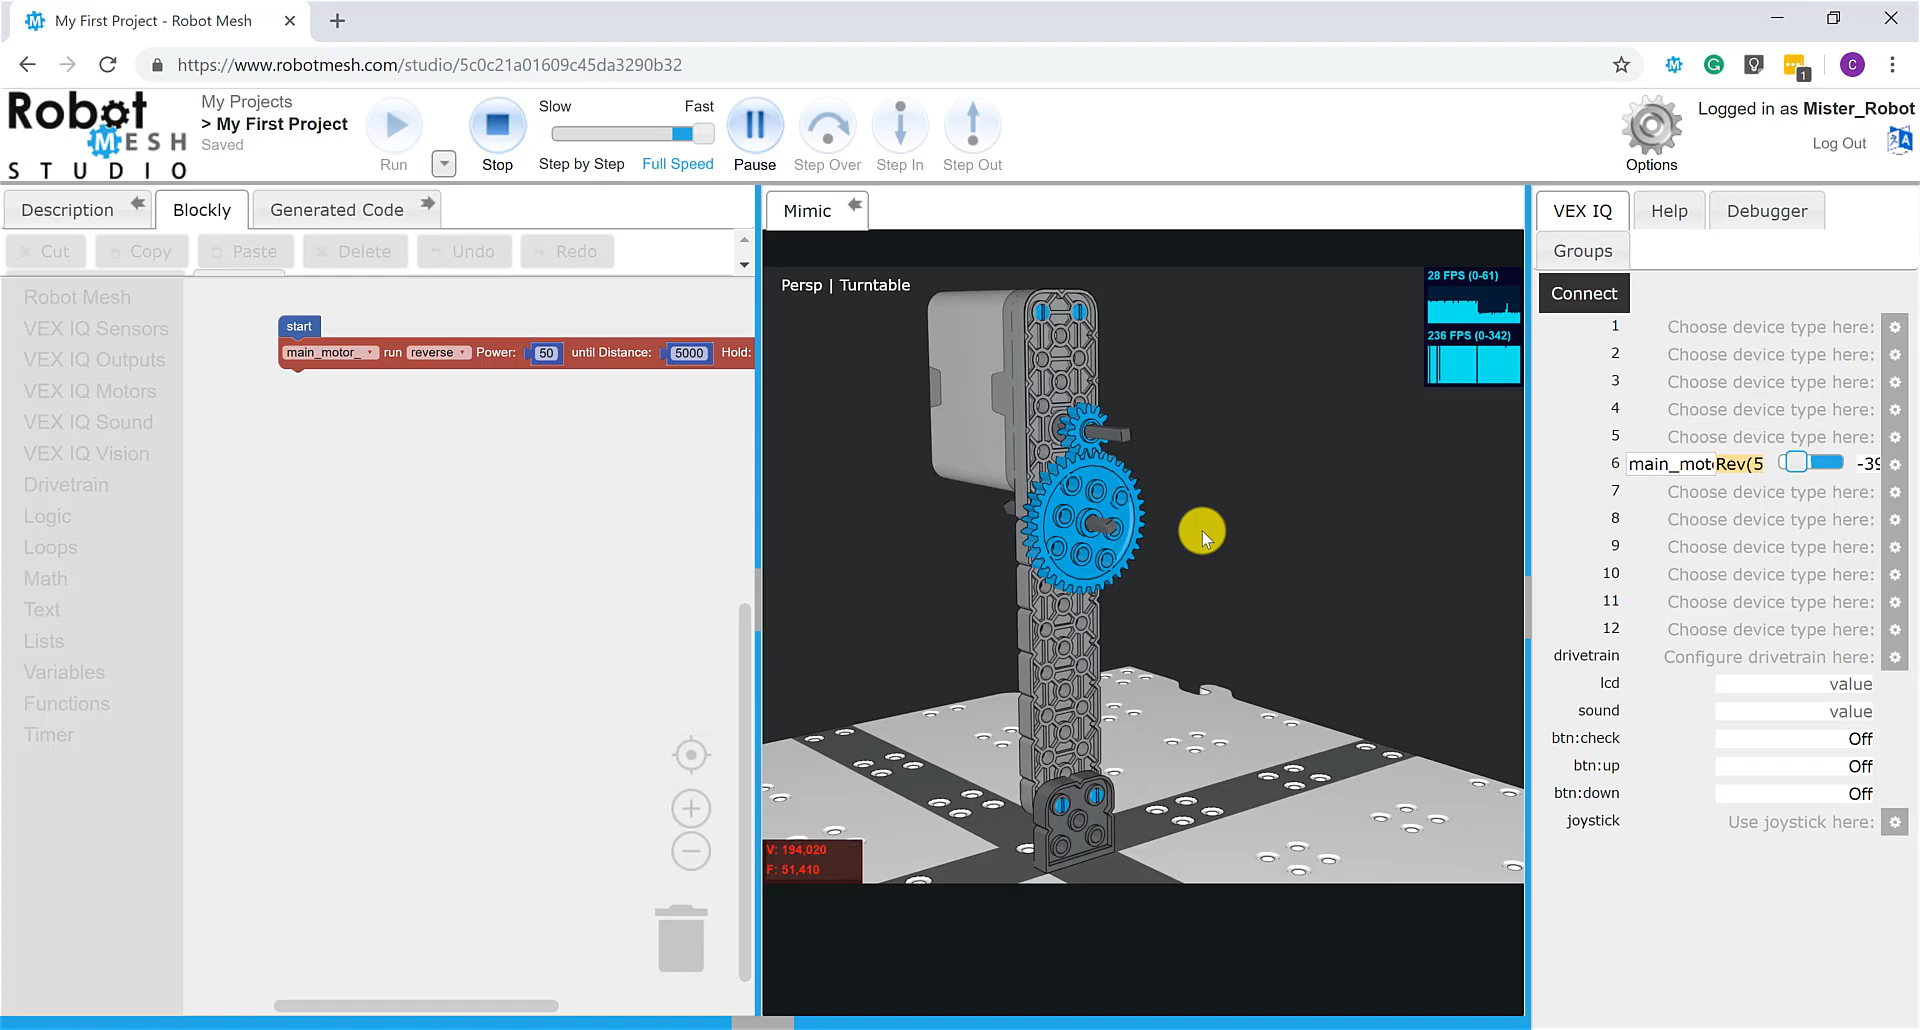 My First Project - Robot Mesh
https://www.robotmesh.com/studio/5c0c21a01609c45da3290b32
1
C
Robot
MESH
STUDIO
My Projects
> My First Project
Saved
Run
Stop
Slow Fast
Step by Step Full Speed
Pause
Step Over
Step In
Step Out
Options
Logged in as Mister_Robot
Log Out
Description
Blockly
Generated Code
Cut
Copy
Paste
Delete
Undo
Redo
Robot Mesh
VEX IQ Sensors
VEX IQ Outputs
VEX IQ Motors
VEX IQ Sound
VEX IQ Vision
Drivetrain
Logic
Loops
Math
Text
Lists
Variables
Functions
Timer
start
main_motor_ run reverse Power: 50 until Distance: 5000 Hold:
Mimic
Persp | Turntable
28 FPS (0-61)
236 FPS (0-342)
V: 194,020
F: 51,410
VEX IQ
Help
Debugger
Groups
Connect
1 Choose device type here:
2 Choose device type here:
3 Choose device type here:
4 Choose device type here:
5 Choose device type here:
6 main_mot Rev(5 -39
7 Choose device type here:
8 Choose device type here:
9 Choose device type here:
10 Choose device type here:
11 Choose device type here:
12 Choose device type here:
drivetrain Configure drivetrain here:
lcd value
sound value
btn:check Off
btn:up Off
btn:down Off
joystick Use joystick here: